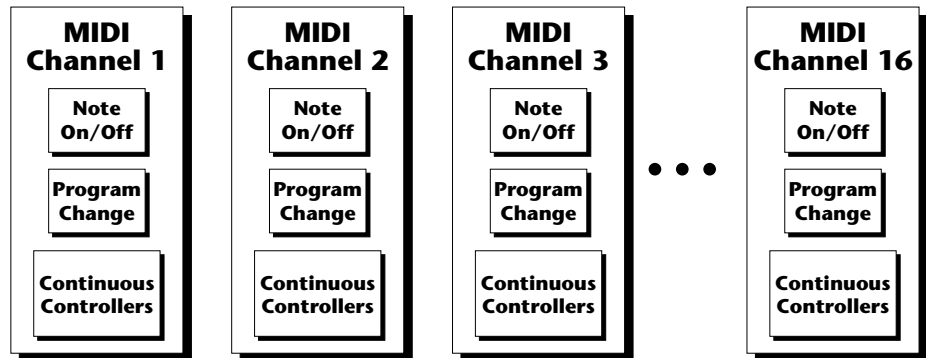 MIDI
Channel 1
Note
On/Off
Program
Change
Continuous
Controllers
MIDI
Channel 2
Note
On/Off
Program
Change
Continuous
Controllers
MIDI
Channel 3
Note
On/Off
Program
Change
Continuous
Controllers
• • •
MIDI
Channel 16
Note
On/Off
Program
Change
Continuous
Controllers